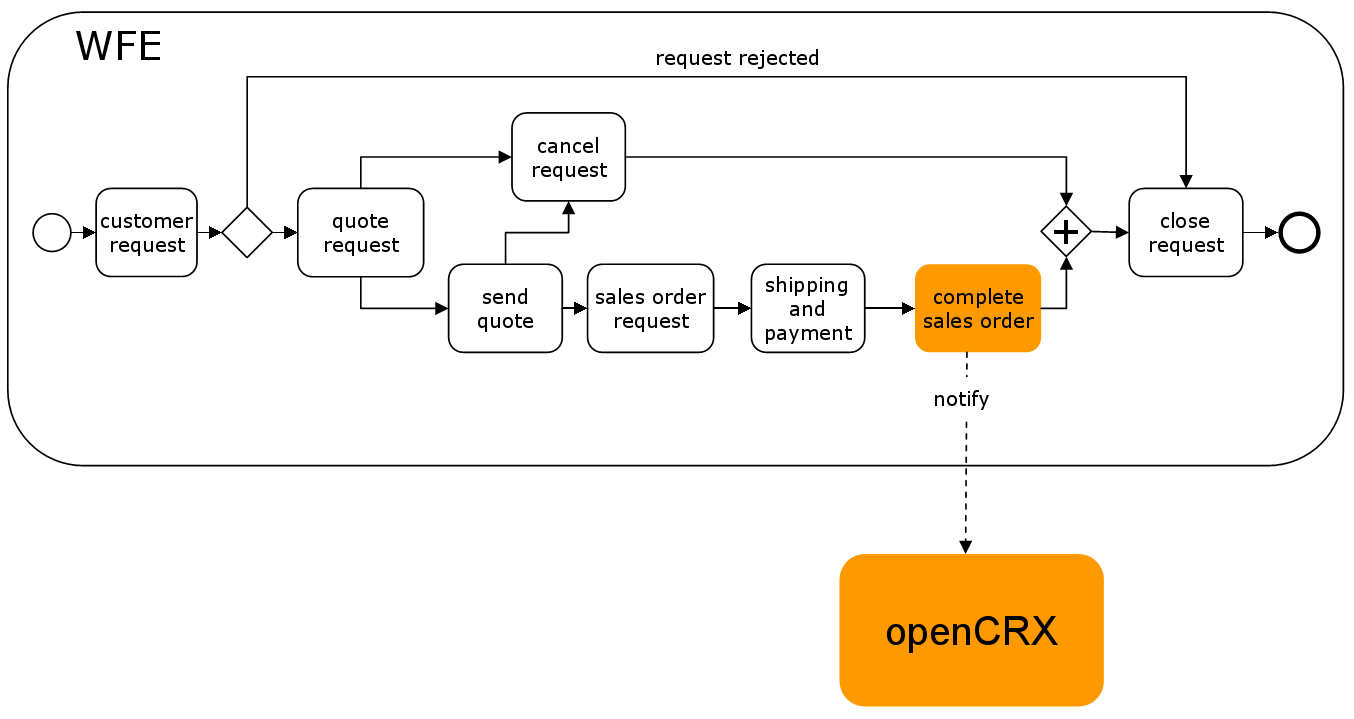 WFE
request rejected
cancel
request
customer
request
quote
request
close
request
send
quote
sales order
request
shipping
and
payment
complete
sales order
notify
openCRX